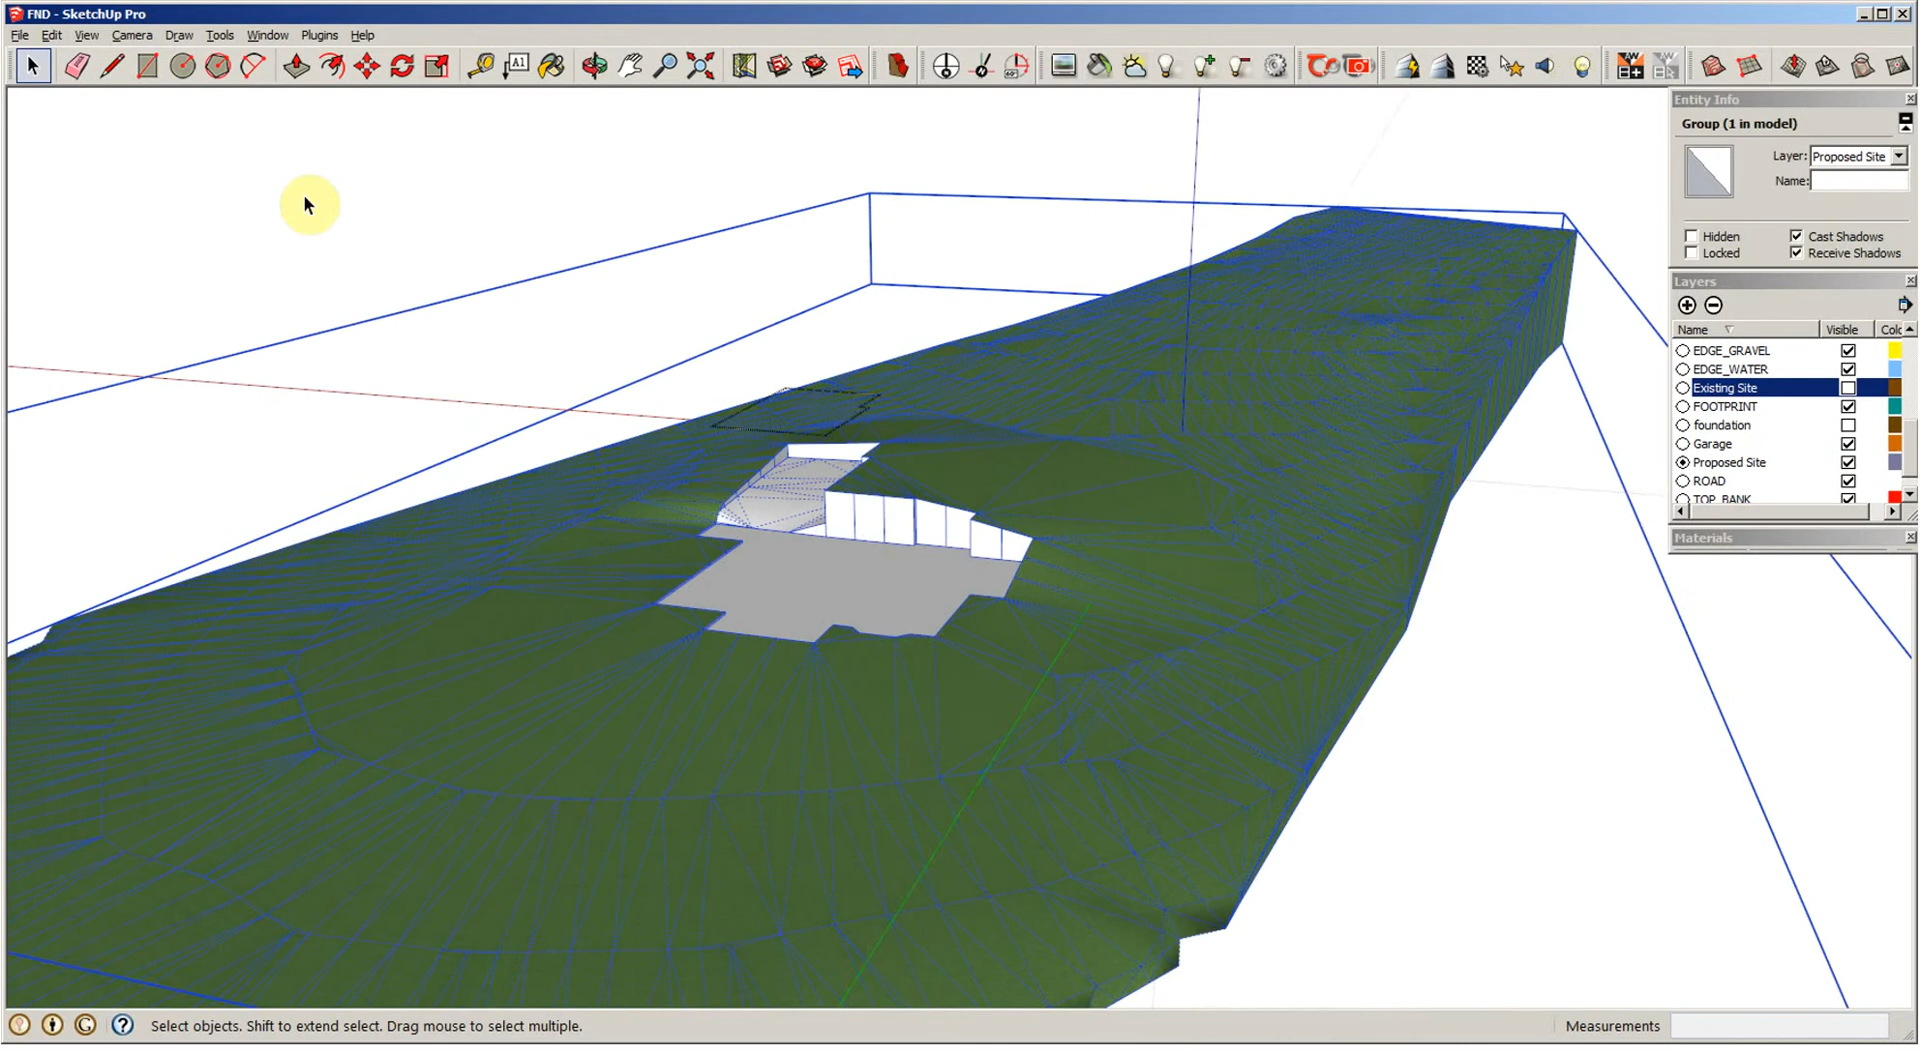 FND - SketchUp Pro
File Edit View Camera Draw Tools Window Plugins Help
A1
Entity Info
Group (1 in model)
Layer: Proposed Site
Name:
Hidden
Cast Shadows
Locked
Receive Shadows
Layers
Name Visible Colc
EDGE_GRAVEL
EDGE_WATER
Existing Site
FOOTPRINT
foundation
Garage
Proposed Site
ROAD
TOP_BANK
Materials
Select objects. Shift to extend select. Drag mouse to select multiple.
Measurements